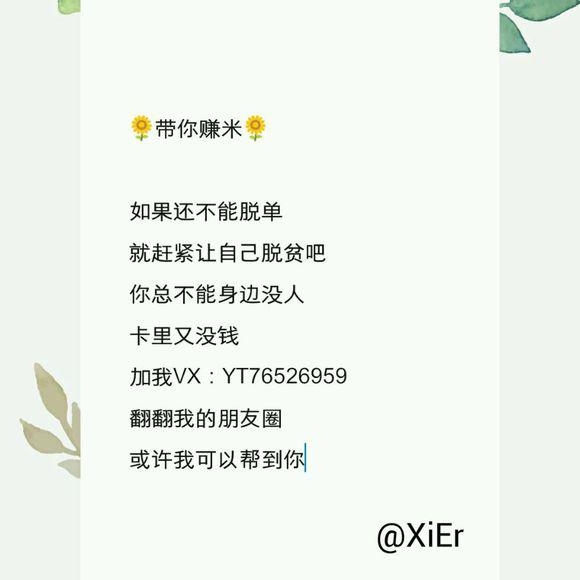 🌻带你赚米🌻
如果还不能脱单
就赶紧让自己脱贫吧
你总不能身边没人
卡里又没钱
加我VX：YT76526959
翻翻我的朋友圈
或许我可以帮到你
@XiEr